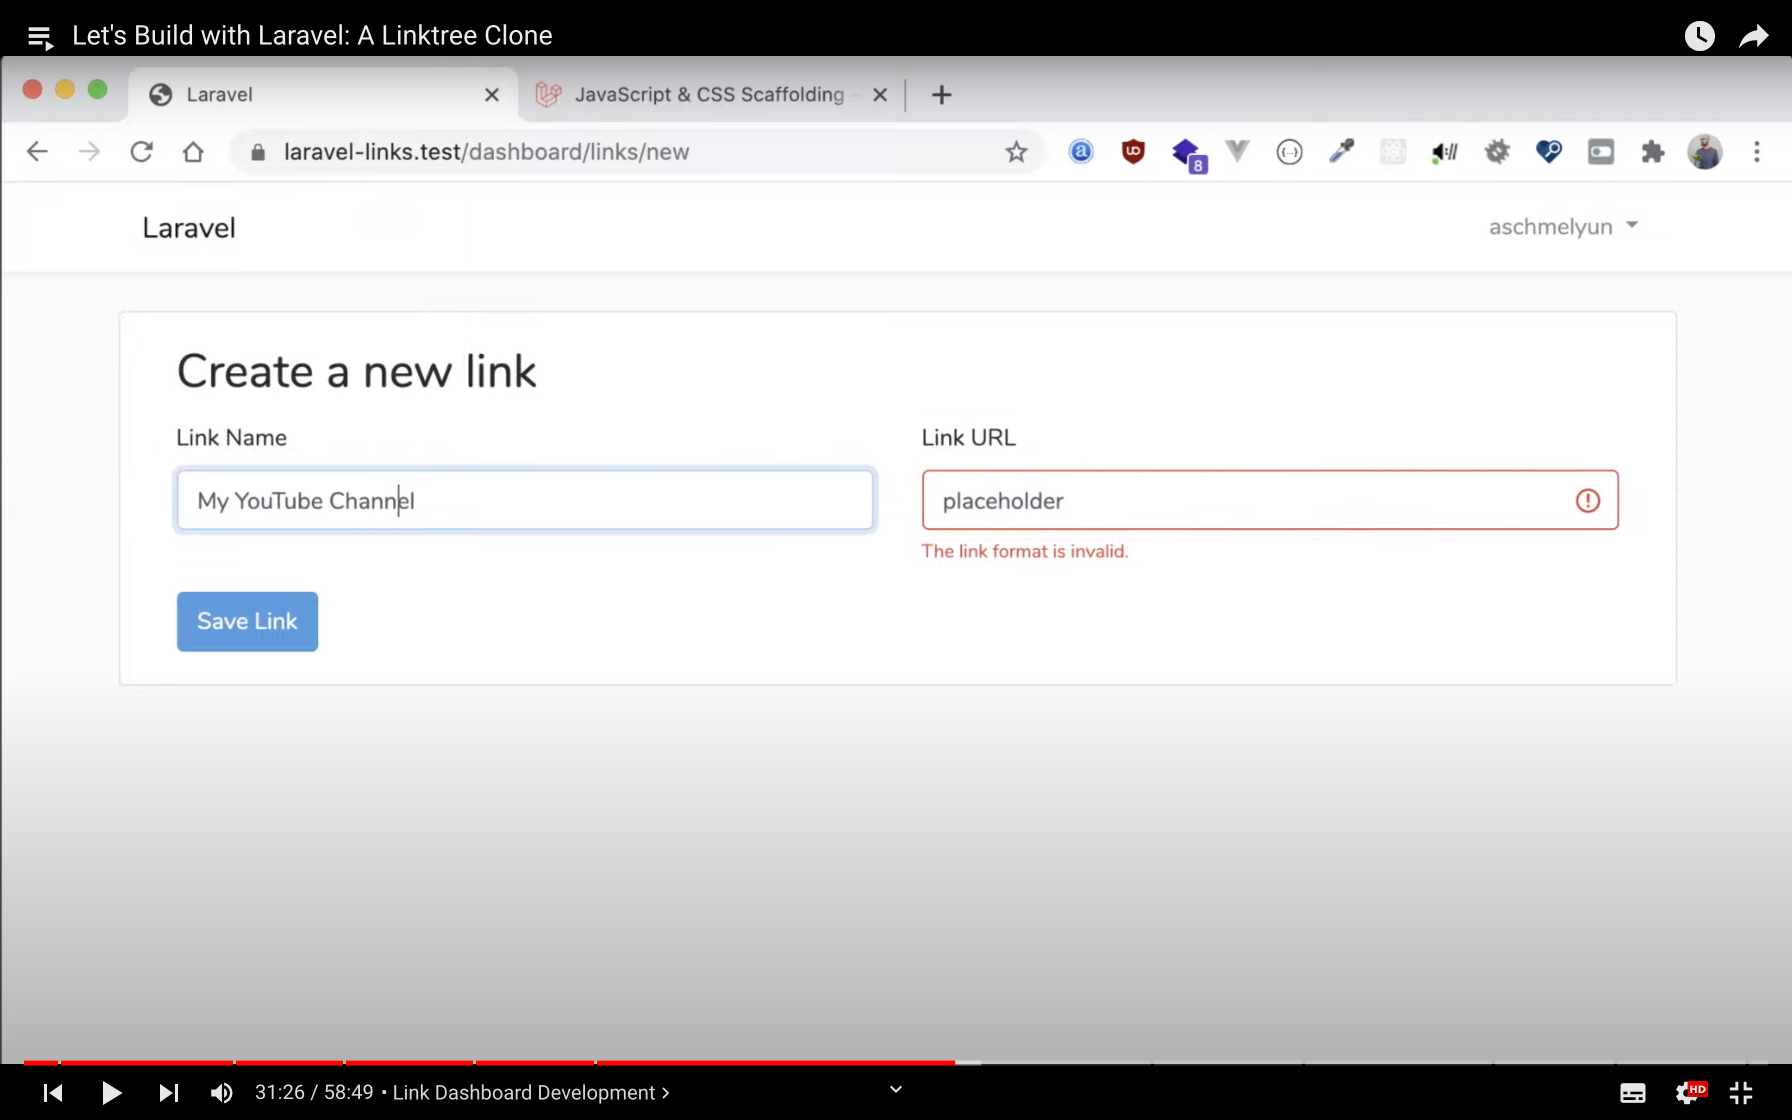 Let's Build with Laravel: A Linktree Clone
Laravel
JavaScript & CSS Scaffolding -
laravel-links.test/dashboard/links/new
8
Laravel
aschmelyun
Create a new link
Link Name
Link URL
My YouTube Channel
placeholder
The link format is invalid.
Save Link
31:26 / 58:49 • Link Dashboard Development
HD